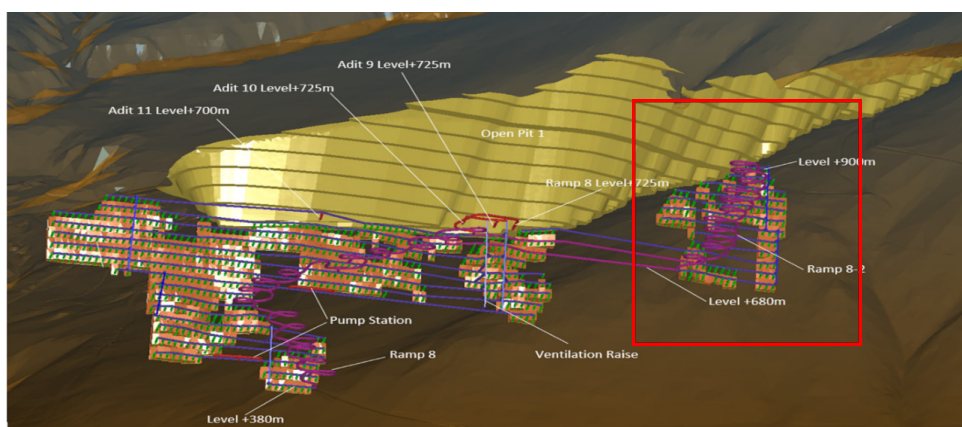 Adit 9 Level+725m
Adit 10 Level+725m
Adit 11 Level+700m
Open Pit 1
Level +900m
Ramp 8 Level+725m
Ramp 8-2
Level +680m
Pump Station
Ramp 8
Ventilation Raise
Level +380m